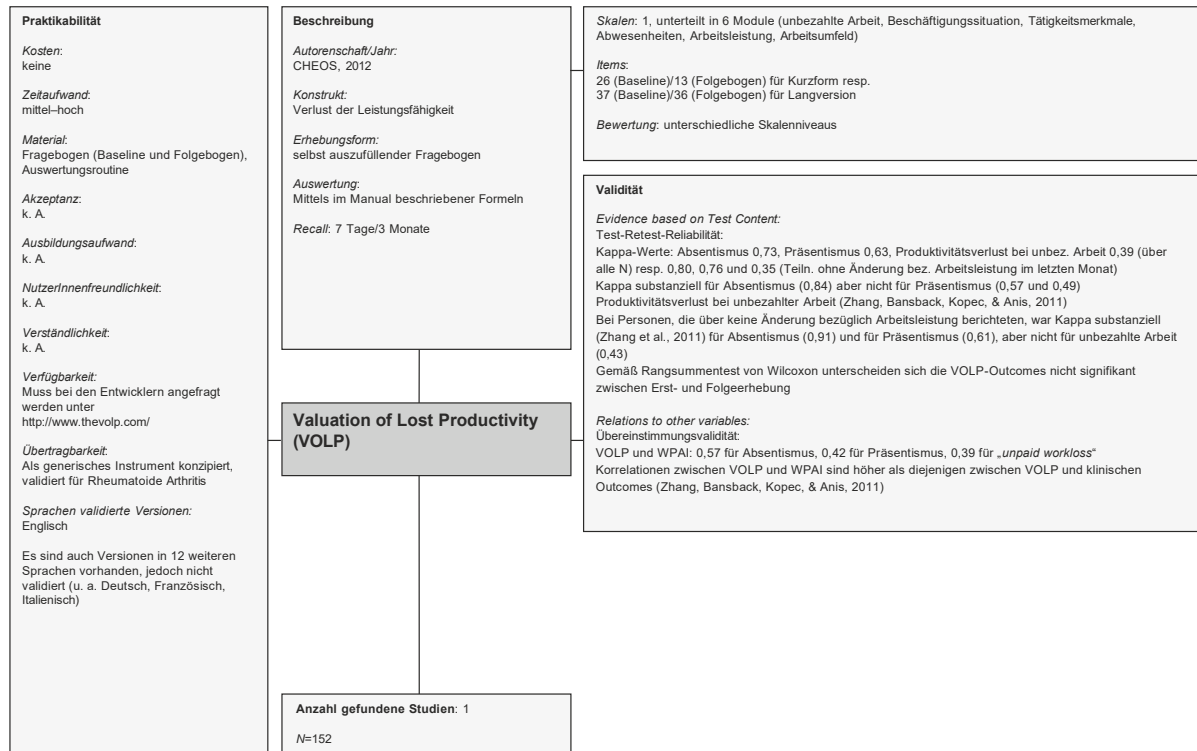 Praktikabilität
Kosten:
keine
Zeitaufwand:
mittel–hoch
Material:
Fragebogen (Baseline und Folgebogen),
Auswertungsroutine
Akzeptanz:
k. A.
Ausbildungsaufwand:
k. A.
NutzerInnenfreundlichkeit:
k. A.
Verständlichkeit:
k. A.
Verfügbarkeit:
Muss bei den Entwicklern angefragt
werden unter
http://www.thevolp.com/
Übertragbarkeit:
Als generisches Instrument konzipiert,
validiert für Rheumatoide Arthritis
Sprachen validierte Versionen:
Englisch
Es sind auch Versionen in 12 weiteren
Sprachen vorhanden, jedoch nicht
validiert (u. a. Deutsch, Französisch,
Italienisch)
Beschreibung
Autorenschaft/Jahr:
CHEOS, 2012
Konstrukt:
Verlust der Leistungsfähigkeit
Erhebungsform:
selbst auszufüllender Fragebogen
Auswertung:
Mittels im Manual beschriebener Formeln
Recall: 7 Tage/3 Monate
Valuation of Lost Productivity
(VOLP)
Anzahl gefundene Studien: 1
N=152
Skalen: 1, unterteilt in 6 Module (unbezahlte Arbeit, Beschäftigungssituation, Tätigkeitsmerkmale,
Abwesenheiten, Arbeitsleistung, Arbeitsumfeld)
Items:
26 (Baseline)/13 (Folgebogen) für Kurzform resp.
37 (Baseline)/36 (Folgebogen) für Langversion
Bewertung: unterschiedliche Skalenniveaus
Validität
Evidence based on Test Content:
Test-Retest-Reliabilität:
Kappa-Werte: Absentismus 0,73, Präsentismus 0,63, Produktivitätsverlust bei unbez. Arbeit 0,39 (über
alle N) resp. 0,80, 0,76 und 0,35 (Teiln. ohne Änderung bez. Arbeitsleistung im letzten Monat)
Kappa substanziell für Absentismus (0,84) aber nicht für Präsentismus (0,57 und 0,49)
Produktivitätsverlust bei unbezahlter Arbeit (Zhang, Bansback, Kopec, & Anis, 2011)
Bei Personen, die über keine Änderung bezüglich Arbeitsleistung berichteten, war Kappa substanziell
(Zhang et al., 2011) für Absentismus (0,91) und für Präsentismus (0,61), aber nicht für unbezahlte Arbeit
(0,43)
Gemäß Rangsummentest von Wilcoxon unterscheiden sich die VOLP-Outcomes nicht signifikant
zwischen Erst- und Folgeerhebung
Relations to other variables:
Übereinstimmungsvalidität:
VOLP und WPAI: 0,57 für Absentismus, 0,42 für Präsentismus, 0,39 für „unpaid workloss“
Korrelationen zwischen VOLP und WPAI sind höher als diejenigen zwischen VOLP und klinischen
Outcomes (Zhang, Bansback, Kopec, & Anis, 2011)